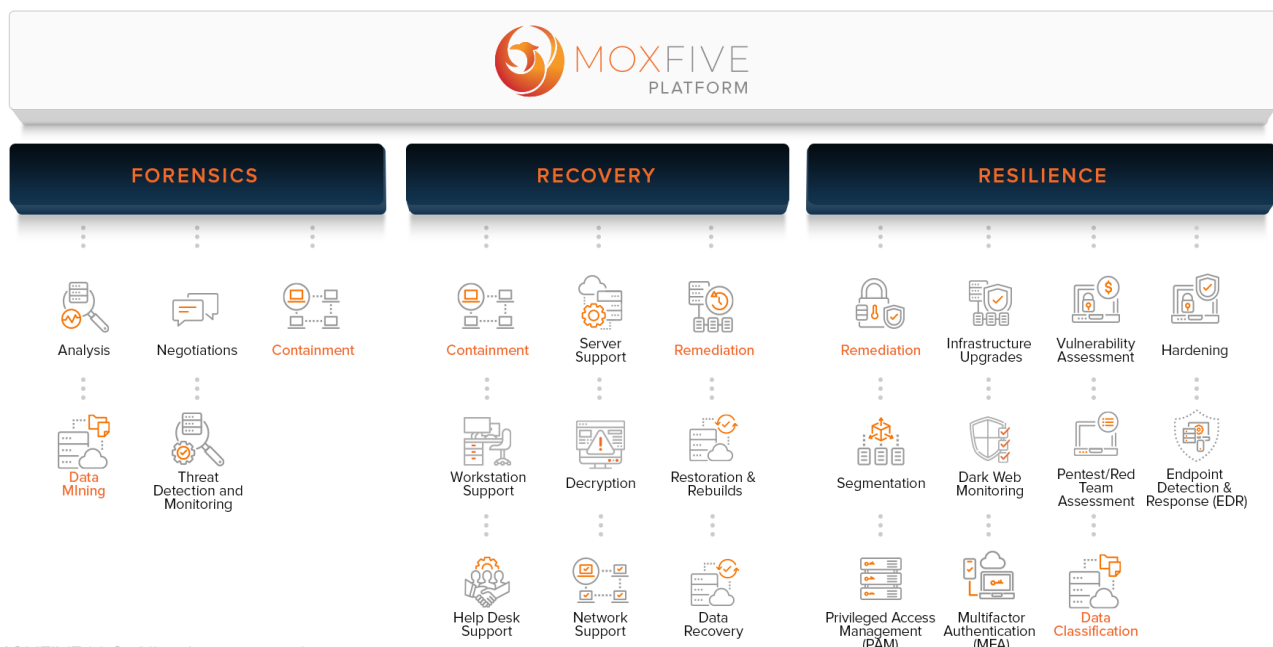 MOXFIVE
PLATFORM
FORENSICS
RECOVERY
RESILIENCE
Analysis
Negotiations
Containment
Containment
Server
Support
Remediation
Remediation
Infrastructure
Upgrades
Vulnerability
Assessment
Hardening
Data
MIning
Threat
Detection and
Monitoring
Workstation
Support
Decryption
Restoration &
Rebuilds
Segmentation
Dark Web
Monitoring
Pentest/Red
Team
Assessment
Endpoint
Detection &
Response (EDR)
Help Desk
Support
Network
Support
Data
Recovery
Privileged Access
Management
(PAM)
Multifactor
Authentication
(MFA)
Data
Classification